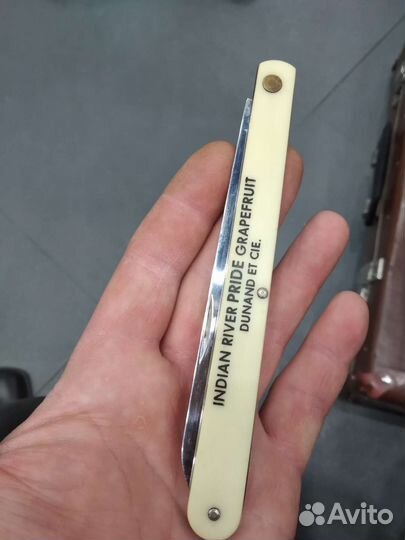 INDIAN RIVER PRIDE GRAPEFRUIT
DUNAND ET CIE.
Avito